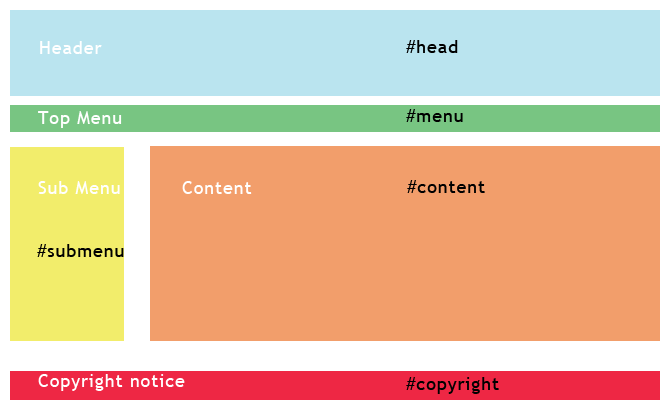 Header #head
Top Menu #menu
Sub Menu Content #content
#submenu
Copyright notice #copyright